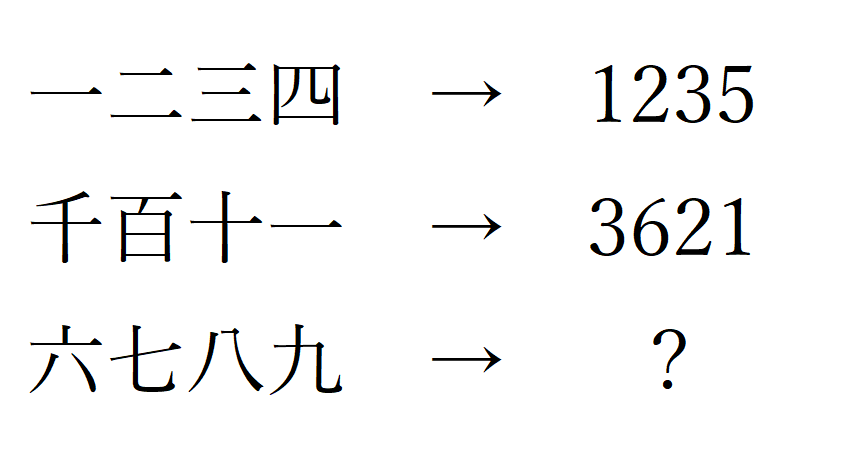 一二三四 → 1235
千百十一 → 3621
六七八九 → ?